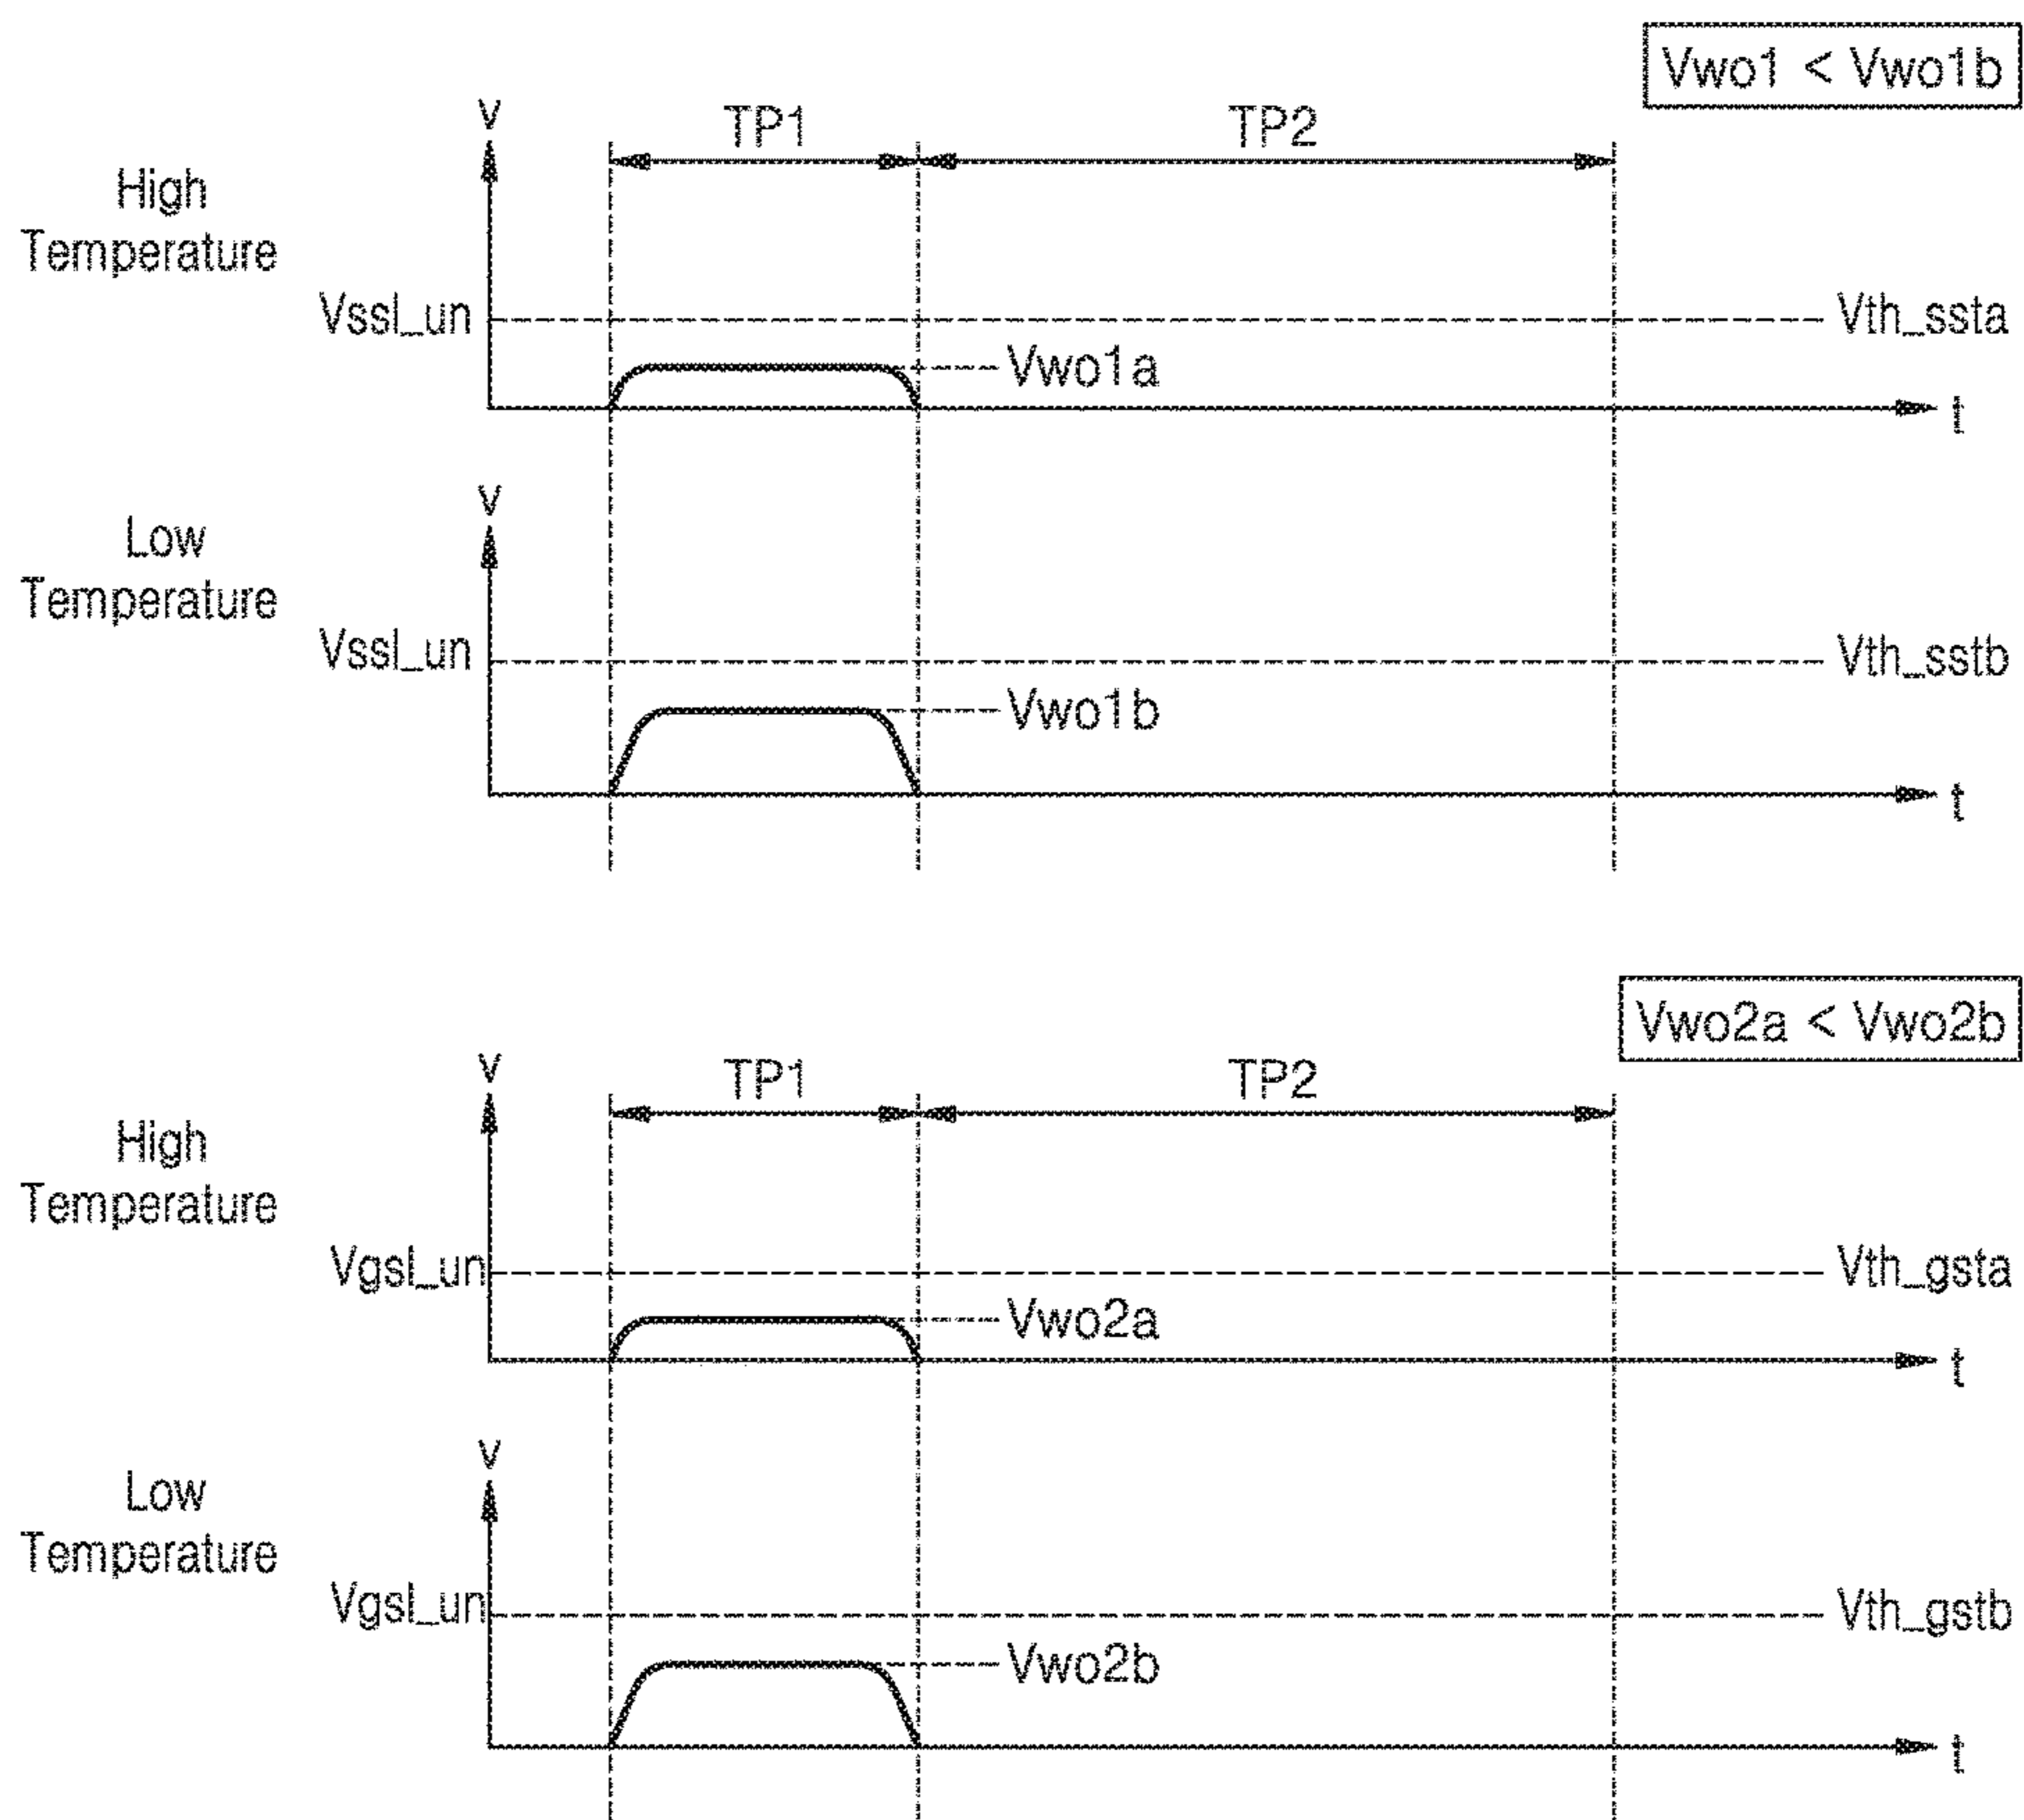 Vwo1 < Vwo1b
V
TP1
TP2
High
Temperature
Vssl_un
Vth_ssta
Vwo1a
t
V
Low
Temperature
Vssl_un
Vth_sstb
Vwo1b
t
Vwo2a < Vwo2b
V
TP1
TP2
High
Temperature
Vgsl_un
Vth_gsta
Vwo2a
t
V
Low
Temperature
Vgsl_un
Vth_gstb
Vwo2b
t